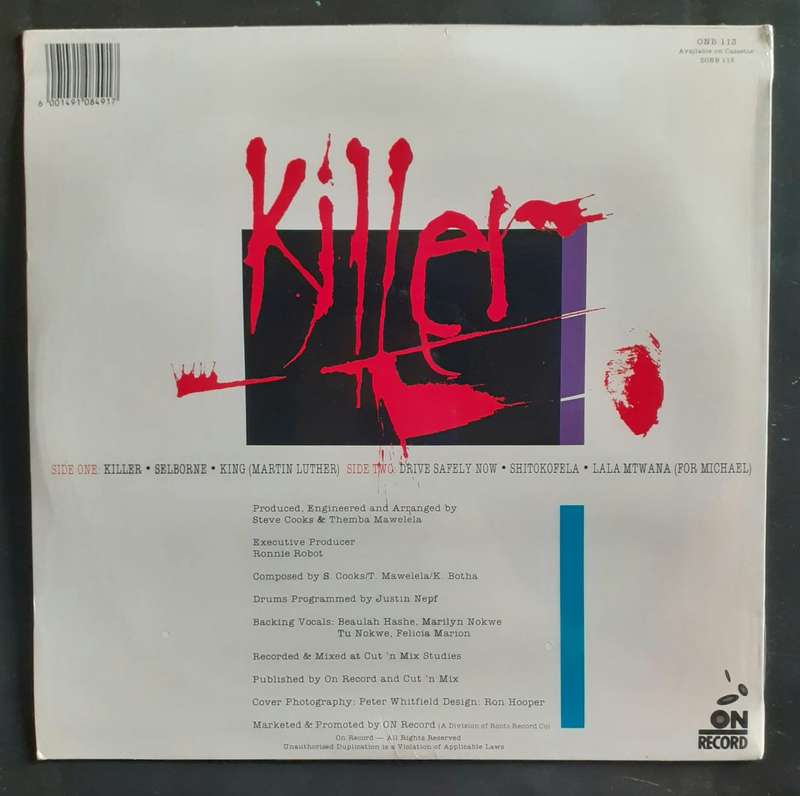 ONB 113
Available on Cassette
ZONB 113
6 001491 084917
Killer
SIDE ONE: KILLER • SELBORNE • KING (MARTIN LUTHER) SIDE TWO: DRIVE SAFELY NOW • SHITOKOFELA • LALA MTWANA (FOR MICHAEL)
Produced, Engineered and Arranged by
Steve Cooks & Themba Mawelela
Executive Producer
Ronnie Robot
Composed by S. Cooks/T. Mawelela/K. Botha
Drums Programmed by Justin Nepf
Backing Vocals: Beaulah Hashe, Marilyn Nokwe
Tu Nokwe, Felicia Marion
Recorded & Mixed at Cut 'n Mix Studies
Published by On Record and Cut 'n Mix
Cover Photography: Peter Whitfield Design: Ron Hooper
Marketed & Promoted by ON Record (A Division of Roots Record Co)
On Record — All Rights Reserved
Unauthorised Duplication is a Violation of Applicable Laws
ON
RECORD